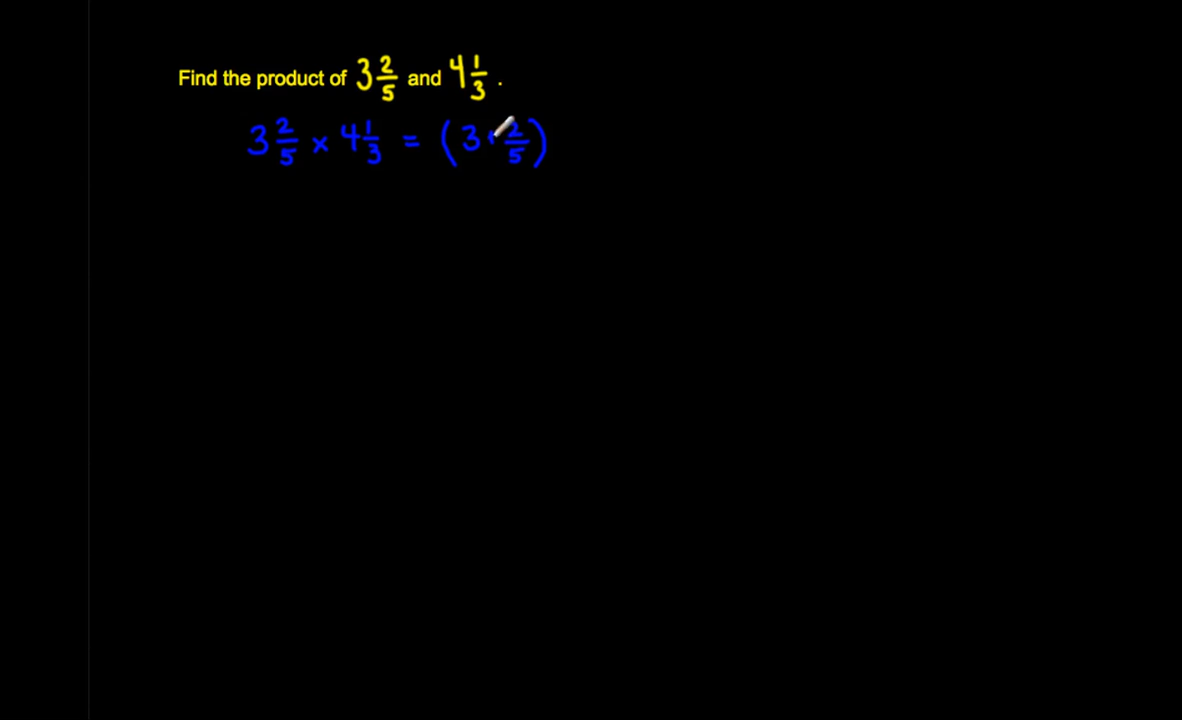 Find the product of 3 2/5 and 4 1/3 .
3 2/5 × 4 1/3 = (3 + 2/5)